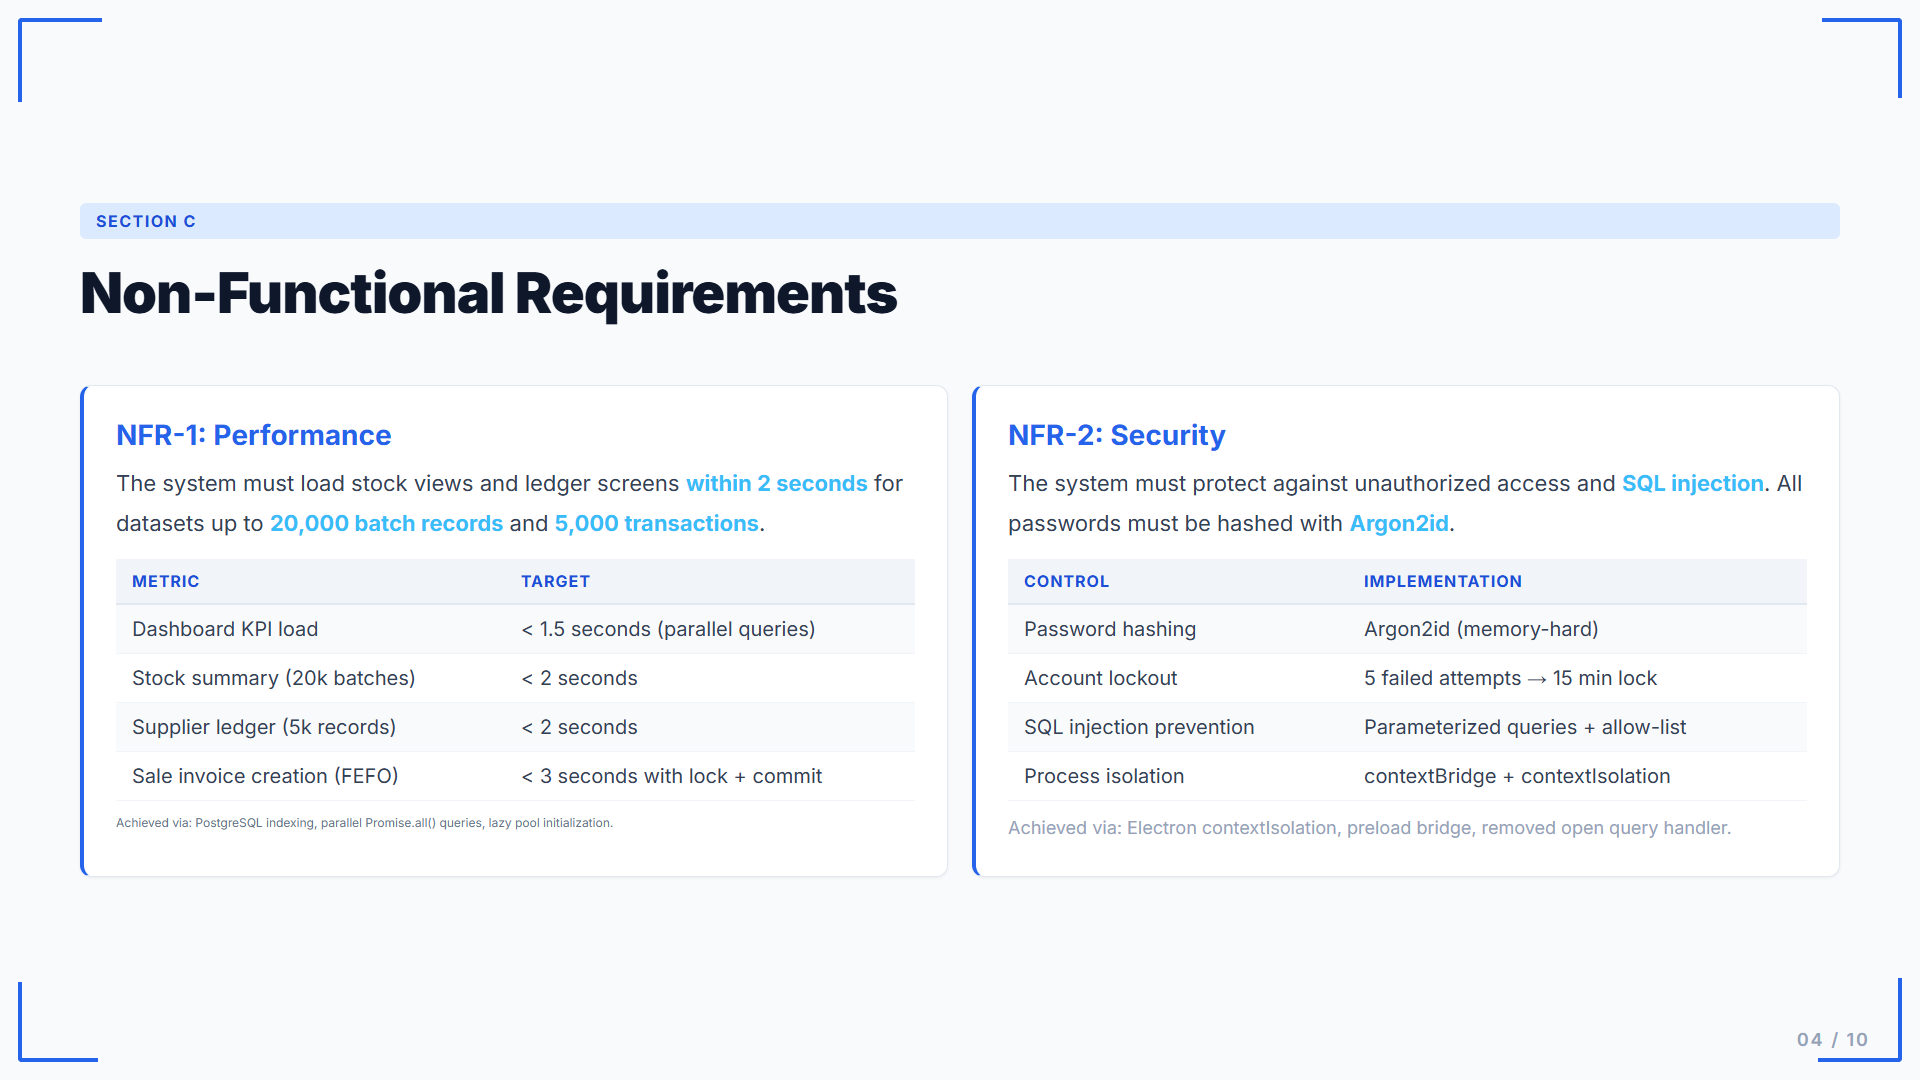 SECTION C
Non-Functional Requirements
NFR-1: Performance
The system must load stock views and ledger screens within 2 seconds for
datasets up to 20,000 batch records and 5,000 transactions.
METRIC TARGET
Dashboard KPI load < 1.5 seconds (parallel queries)
Stock summary (20k batches) < 2 seconds
Supplier ledger (5k records) < 2 seconds
Sale invoice creation (FEFO) < 3 seconds with lock + commit
Achieved via: PostgreSQL indexing, parallel Promise.all() queries, lazy pool initialization.
NFR-2: Security
The system must protect against unauthorized access and SQL injection. All
passwords must be hashed with Argon2id.
CONTROL IMPLEMENTATION
Password hashing Argon2id (memory-hard)
Account lockout 5 failed attempts → 15 min lock
SQL injection prevention Parameterized queries + allow-list
Process isolation contextBridge + contextIsolation
Achieved via: Electron contextIsolation, preload bridge, removed open query handler.
04 / 10